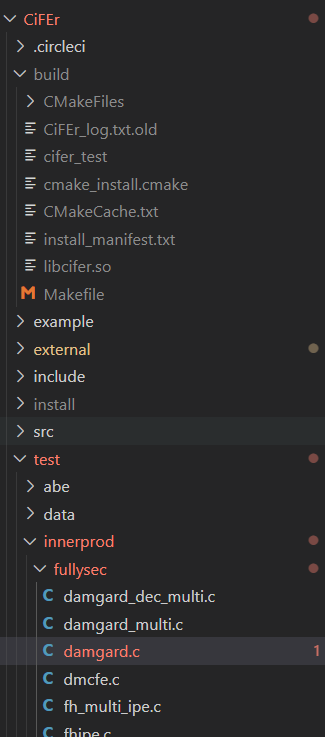 CiFEr
.circleci
build
CMakeFiles
CiFEr_log.txt.old
cifer_test
cmake_install.cmake
CMakeCache.txt
install_manifest.txt
libcifer.so
M Makefile
example
external
include
install
src
test
abe
data
innerprod
fullysec
C damgard_dec_multi.c
C damgard_multi.c
C damgard.c 1
C dmcfe.c
C fh_multi_ipe.c
C fhipe.c